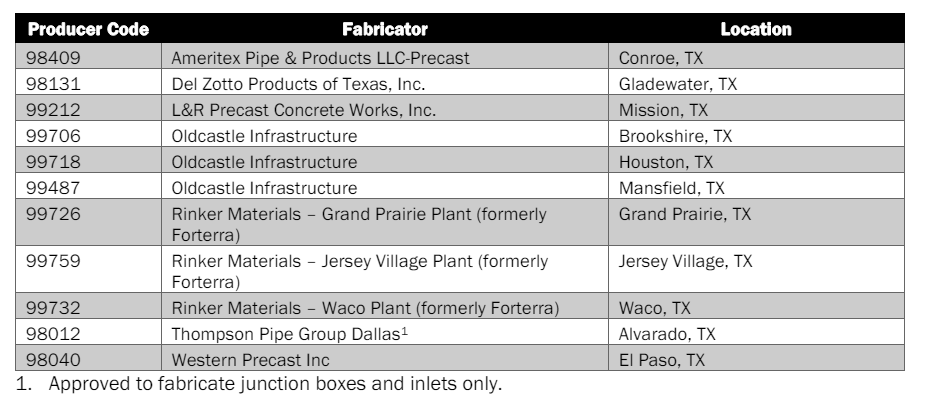 Producer Code Fabricator Location
98409 Ameritex Pipe & Products LLC-Precast Conroe, TX
98131 Del Zotto Products of Texas, Inc. Gladewater, TX
99212 L&R Precast Concrete Works, Inc. Mission, TX
99706 Oldcastle Infrastructure Brookshire, TX
99718 Oldcastle Infrastructure Houston, TX
99487 Oldcastle Infrastructure Mansfield, TX
99726 Rinker Materials – Grand Prairie Plant (formerly Grand Prairie, TX
Forterra)
99759 Rinker Materials – Jersey Village Plant (formerly Jersey Village, TX
Forterra)
99732 Rinker Materials – Waco Plant (formerly Forterra) Waco, TX
98012 Thompson Pipe Group Dallas¹ Alvarado, TX
98040 Western Precast Inc El Paso, TX
1. Approved to fabricate junction boxes and inlets only.